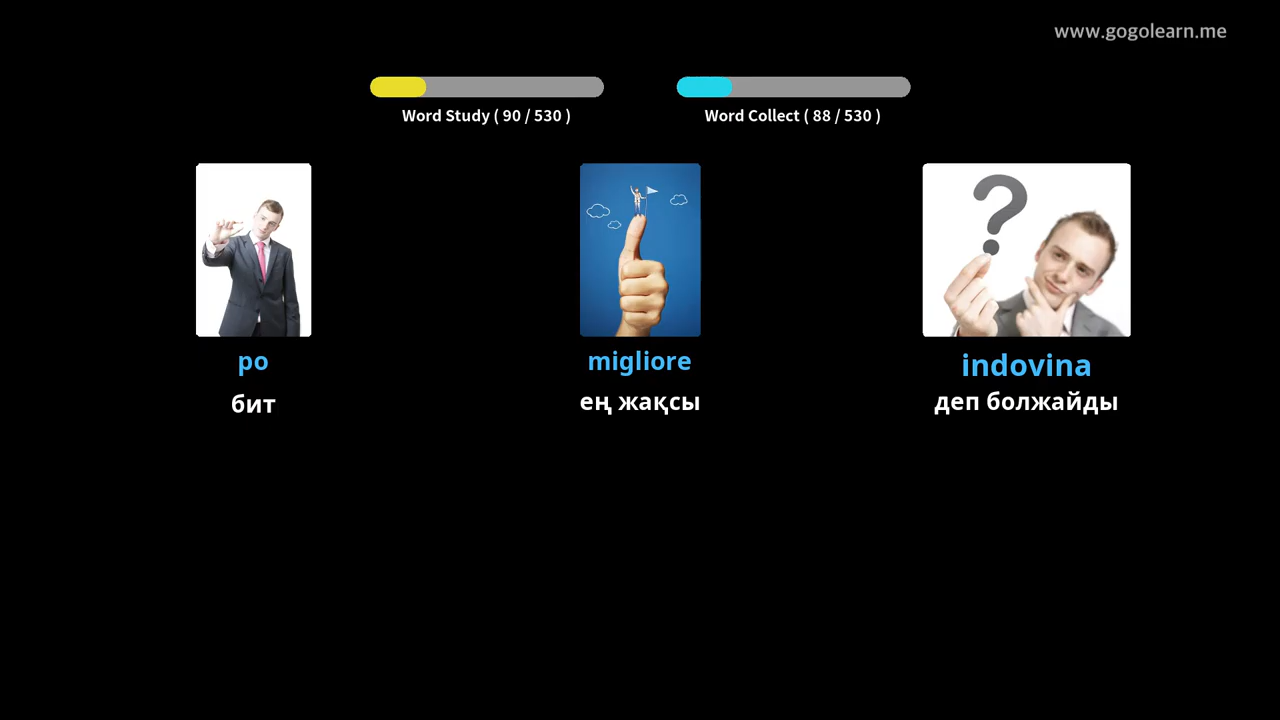 www.gogolearn.me
Word Study ( 90 / 530 )
Word Collect ( 88 / 530 )
po
migliore
indovina
бит
ең жақсы
деп болжайды